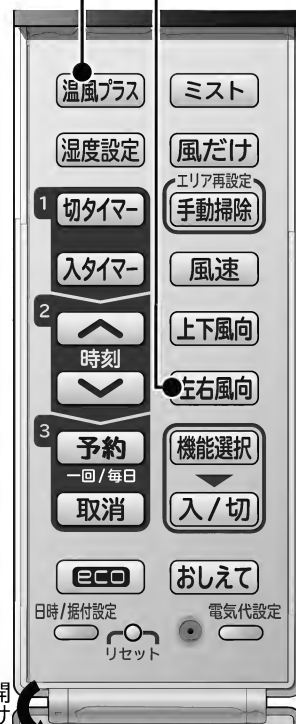 温風プラス
ミスト
湿度設定
風だけ
エリア再設定
1
切タイマー
手動掃除
入タイマー
風速
2
時刻
上下風向
左右風向
3
予約
一回/毎日
取消
機能選択
入/切
eco
おしえて
日時/据付設定
リセット
電気代設定
開
け